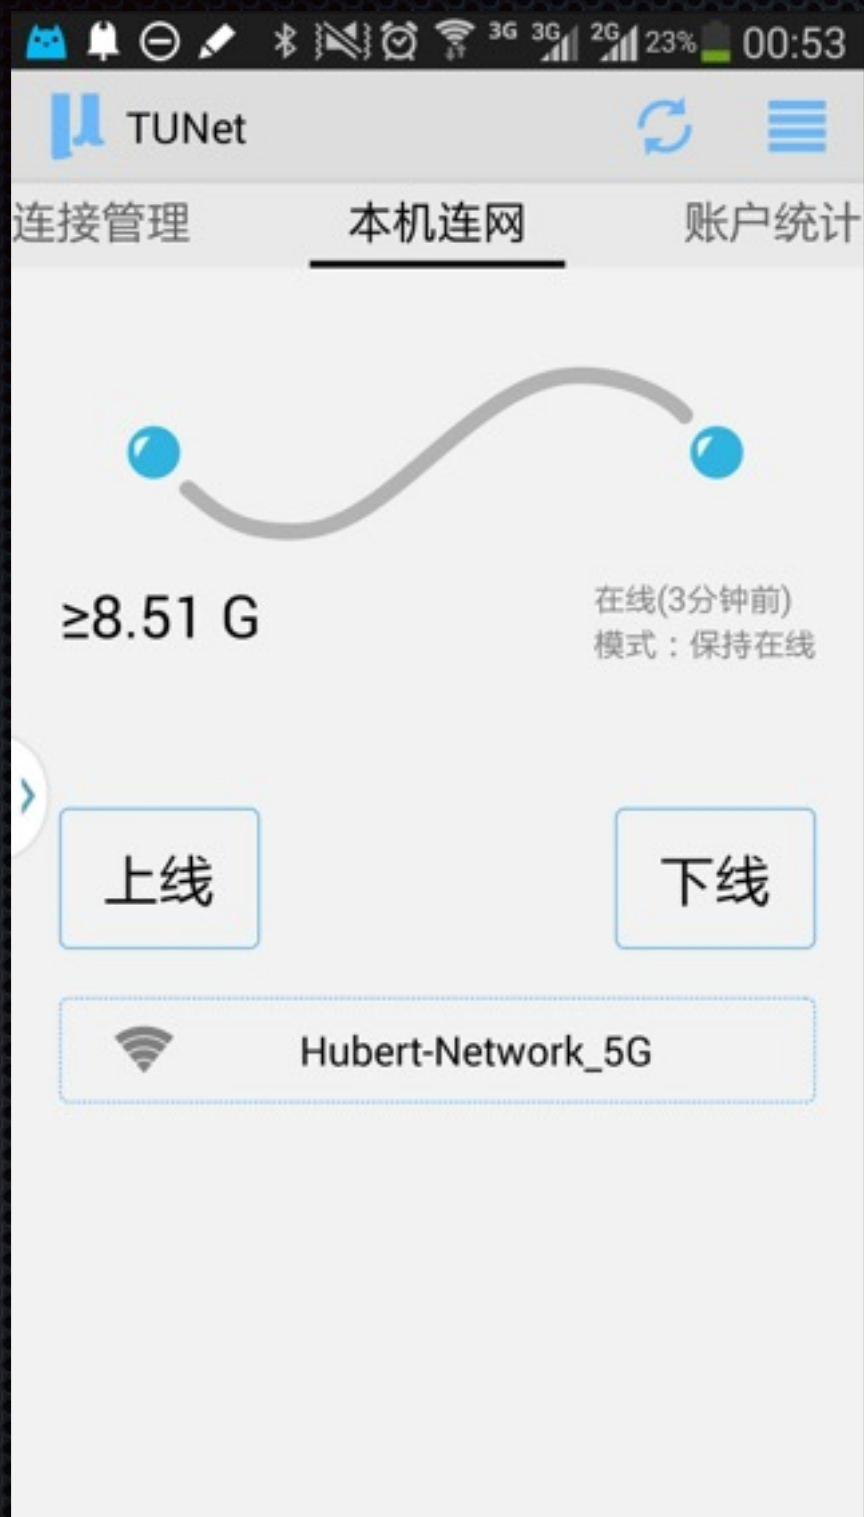 3G 3G 2G 23% 00:53
TUNet
连接管理 本机连网 账户统计
≥8.51 G
在线(3分钟前)
模式：保持在线
上线 下线
Hubert-Network_5G